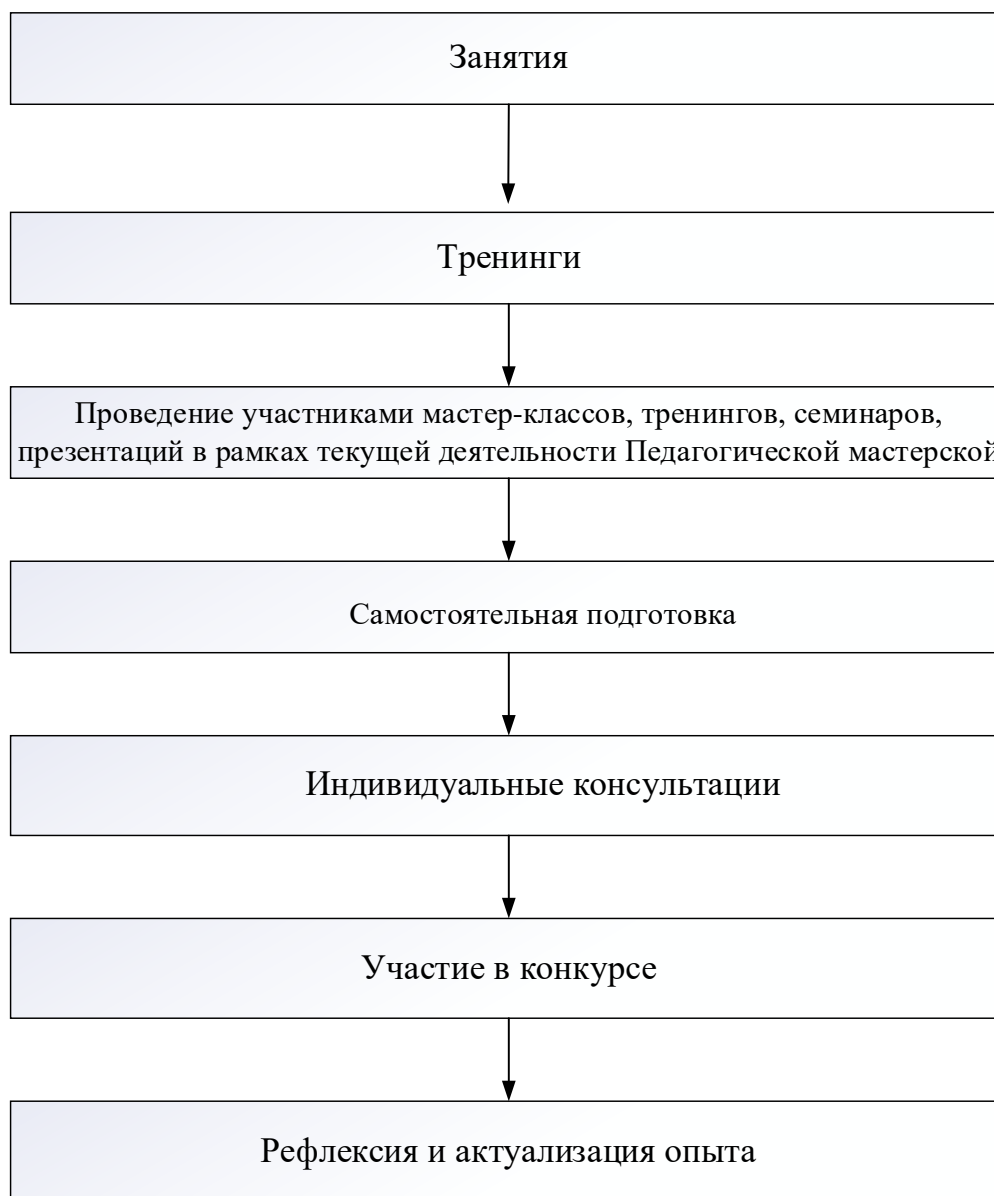 Занятия
Тренинги
Проведение участниками мастер-классов, тренингов, семинаров,
презентаций в рамках текущей деятельности Педагогической мастерской
Самостоятельная подготовка
Индивидуальные консультации
Участие в конкурсе
Рефлексия и актуализация опыта